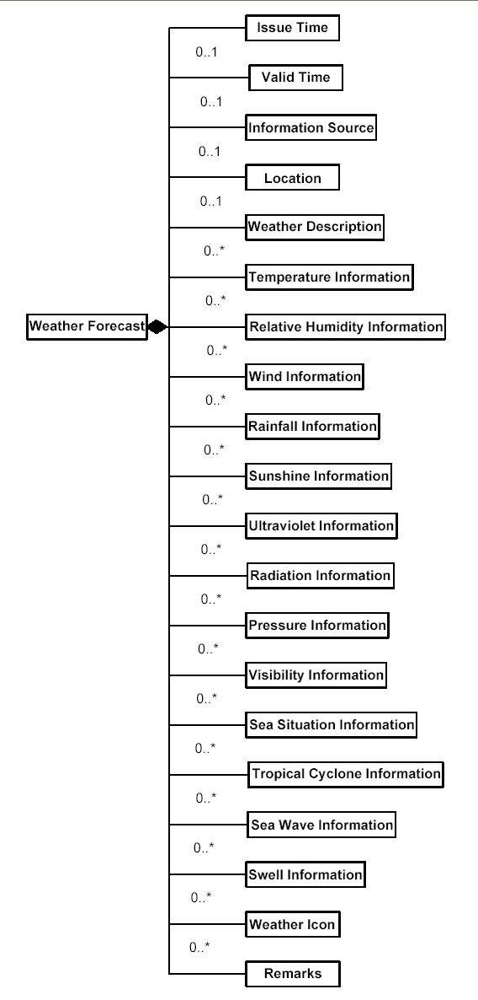 Issue Time
0..1
Valid Time
0..1
Information Source
0..1
Location
0..1
Weather Description
0..*
Temperature Information
0..*
Weather Forecast
Relative Humidity Information
0..*
Wind Information
0..*
Rainfall Information
0..*
Sunshine Information
0..*
Ultraviolet Information
0..*
Radiation Information
0..*
Pressure Information
0..*
Visibility Information
0..*
Sea Situation Information
0..*
Tropical Cyclone Information
0..*
Sea Wave Information
0..*
Swell Information
0..*
Weather Icon
0..*
Remarks